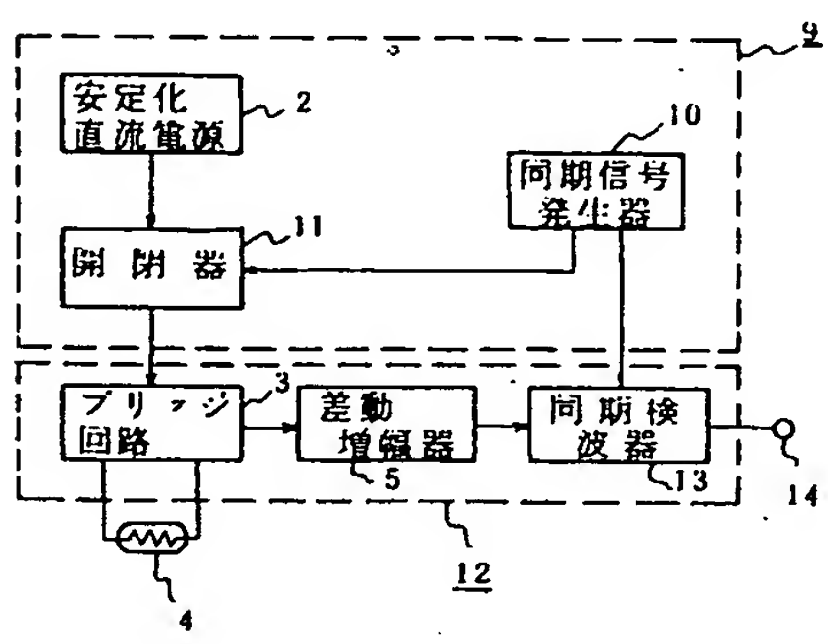 9
安定化
直流電源
2
10
同期信号
発生器
11
開閉器
3
ブリッジ
回路
差動
増幅器
5
同期検
波器
13
14
4
12